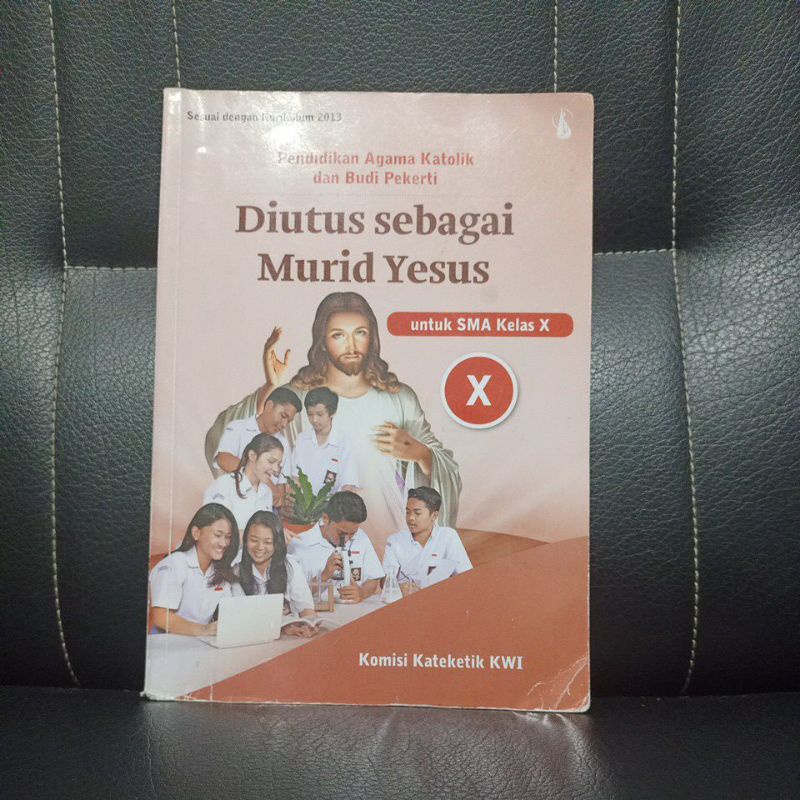 Sesuai dengan Kurikulum 2013
Pendidikan Agama Katolik
dan Budi Pekerti
Diutus sebagai
Murid Yesus
untuk SMA Kelas X
X
Komisi Kateketik KWI